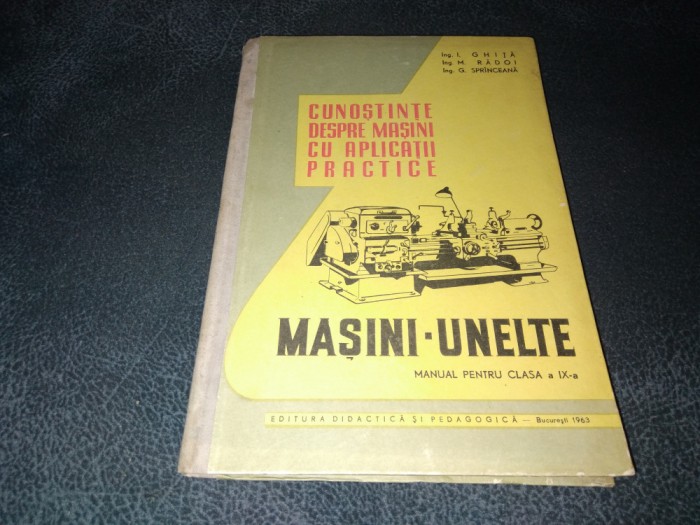 Ing. I. GHIȚĂ
Ing. M. RĂDOI
Ing. G. SPRÎNCEANĂ
CUNOȘTINȚE
DESPRE MAȘINI
CU APLICAȚII
PRACTICE
MAȘINI-UNELTE
MANUAL PENTRU CLASA a IX-a
EDITURA DIDACTICĂ ȘI PEDAGOGICĂ — București 1963